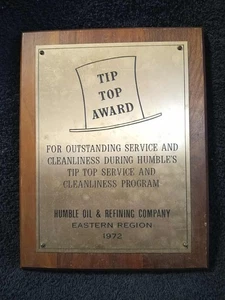 TIP
TOP
AWARD
FOR OUTSTANDING SERVICE AND
CLEANLINESS DURING HUMBLE'S
TIP TOP SERVICE AND
CLEANLINESS PROGRAM
HUMBLE OIL & REFINING COMPANY
EASTERN REGION
1972